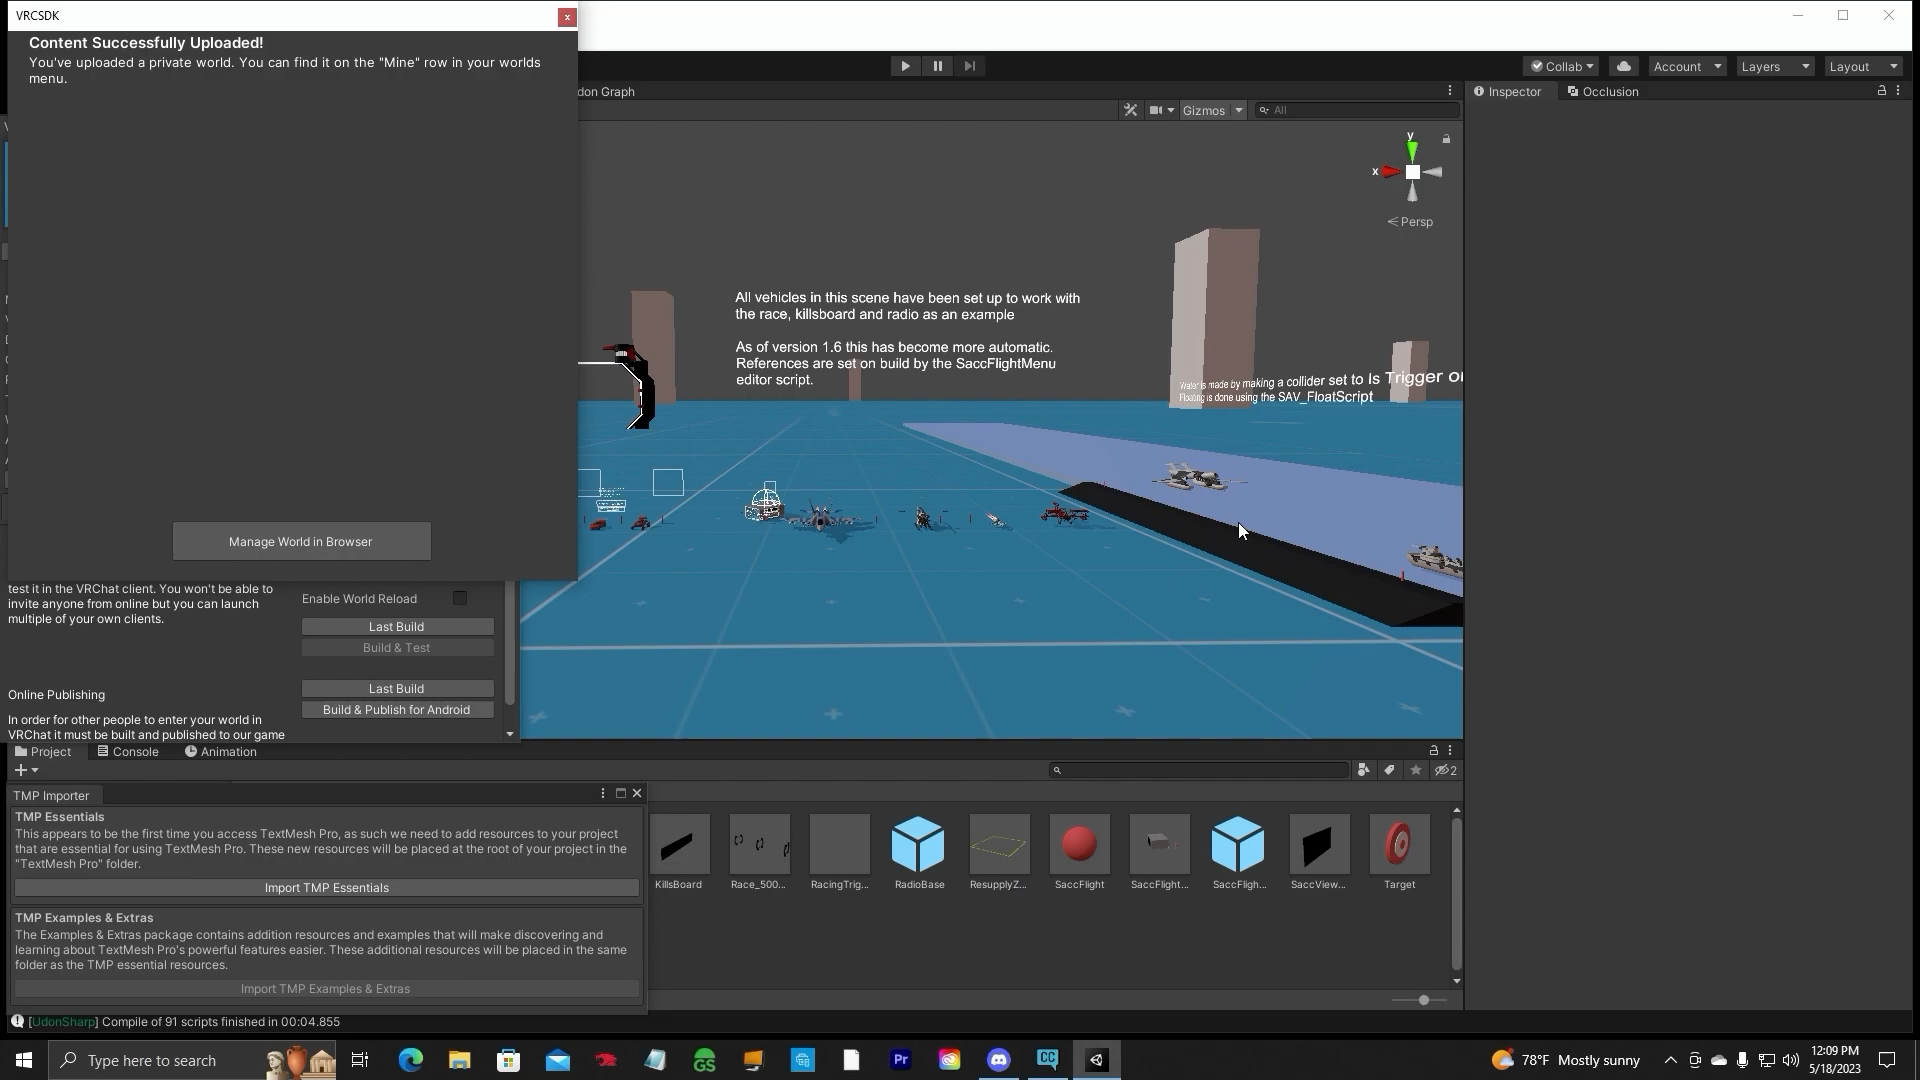 VRCSDK
x
Content Successfully Uploaded!
You've uploaded a private world. You can find it on the "Mine" row in your worlds
menu.
Manage World in Browser
Collab
Account
Layers
Layout
don Graph
Inspector
Occlusion
Gizmos
All
y
x
Persp
All vehicles in this scene have been set up to work with
the race, killsboard and radio as an example
As of version 1.6 this has become more automatic.
References are set on build by the SaccFlightMenu
editor script.
Water is made by making a collider set to Is Trigger
Floating is done using the SAV_FloatScript
test it in the VRChat client. You won't be able to
invite anyone from online but you can launch
multiple of your own clients.
Enable World Reload
Last Build
Build & Test
Online Publishing
Last Build
Build & Publish for Android
In order for other people to enter your world in
VRChat it must be built and published to our game
Project
Console
Animation
2
TMP Importer
TMP Essentials
This appears to be the first time you access TextMesh Pro, as such we need to add resources to your project
that are essential for using TextMesh Pro. These new resources will be placed at the root of your project in the
"TextMesh Pro" folder.
Import TMP Essentials
TMP Examples & Extras
The Examples & Extras package contains addition resources and examples that will make discovering and
learning about TextMesh Pro's powerful features easier. These additional resources will be placed in the same
folder as the TMP essential resources.
Import TMP Examples & Extras
KillsBoard
Race_500...
RacingTrig...
RadioBase
ResupplyZ...
SaccFlight
SaccFlight...
SaccFligh...
SaccView...
Target
[UdonSharp] Compile of 91 scripts finished in 00:04.855
Type here to search
GS
Pr
CC
78°F Mostly sunny
12:09 PM
5/18/2023